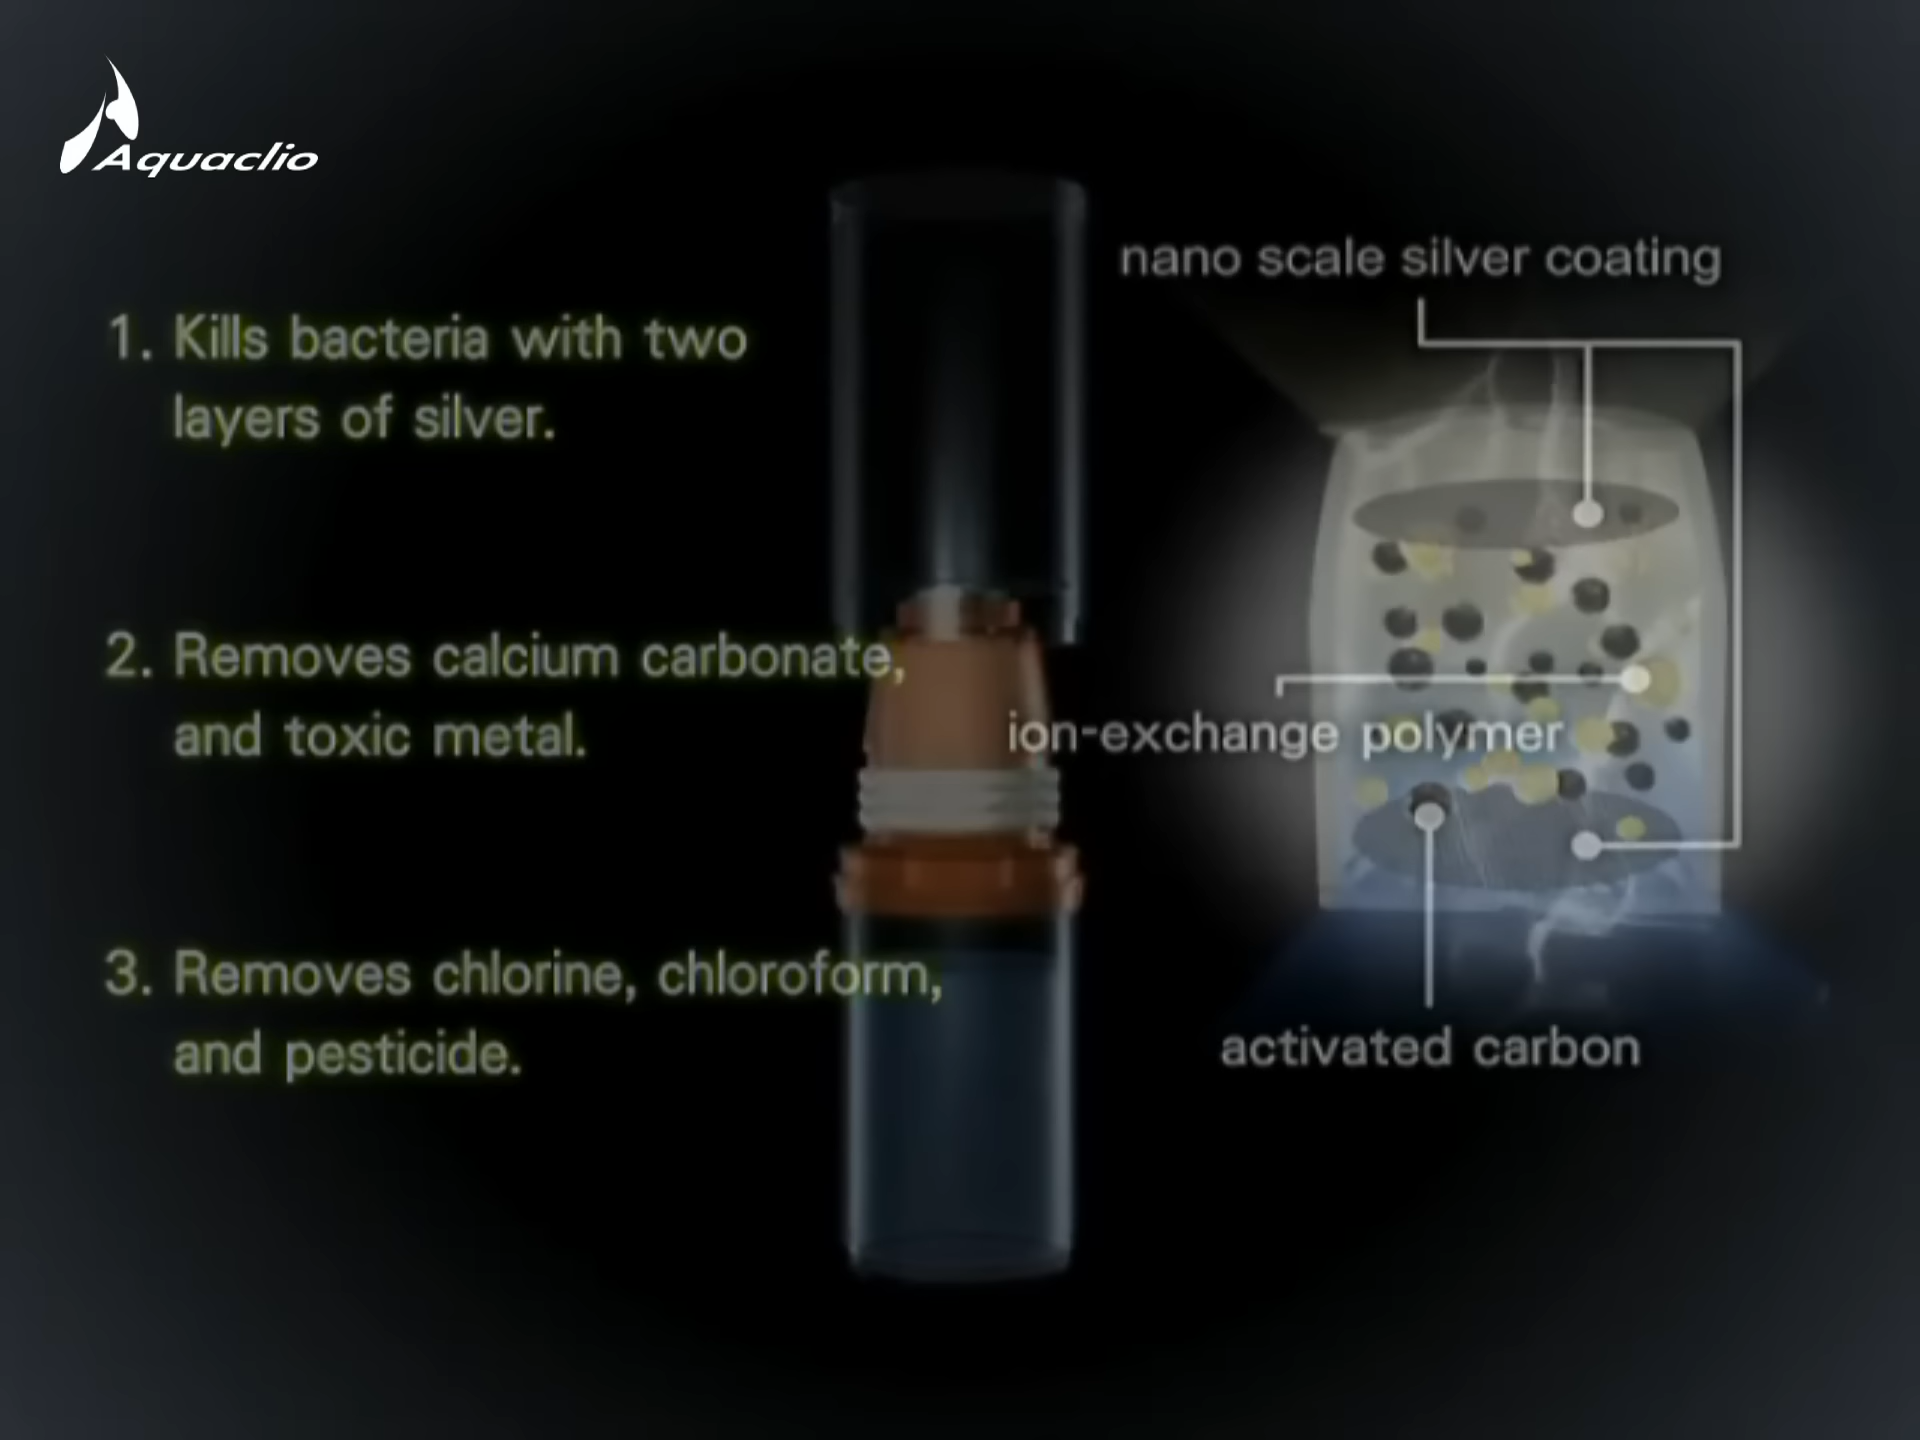 Aquaclio
nano scale silver coating
1. Kills bacteria with two
layers of silver.
2. Removes calcium carbonate,
and toxic metal.
ion-exchange polymer
3. Removes chlorine, chloroform,
and pesticide.
activated carbon